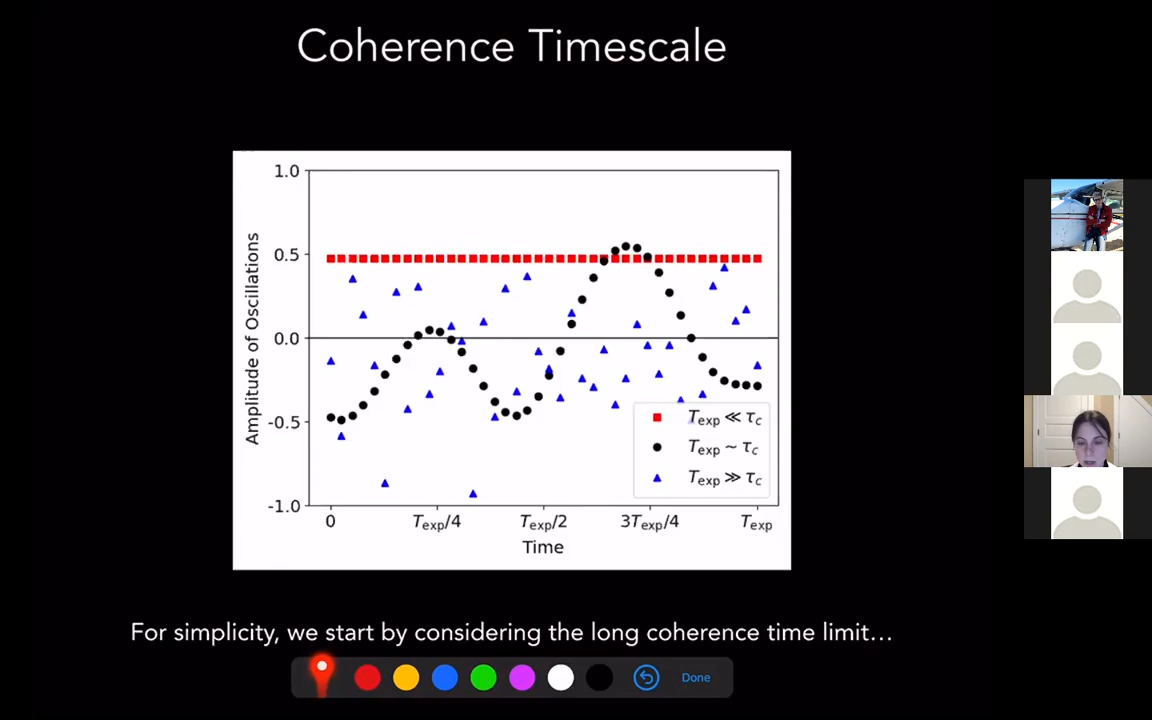 Coherence Timescale
1.0
0.5
0.0
-0.5
-1.0
Amplitude of Oscillations
T_exp ≪ τ_c
T_exp ~ τ_c
T_exp ≫ τ_c
0 T_exp/4 T_exp/2 3T_exp/4 T_exp
Time
For simplicity, we start by considering the long coherence time limit...
Done